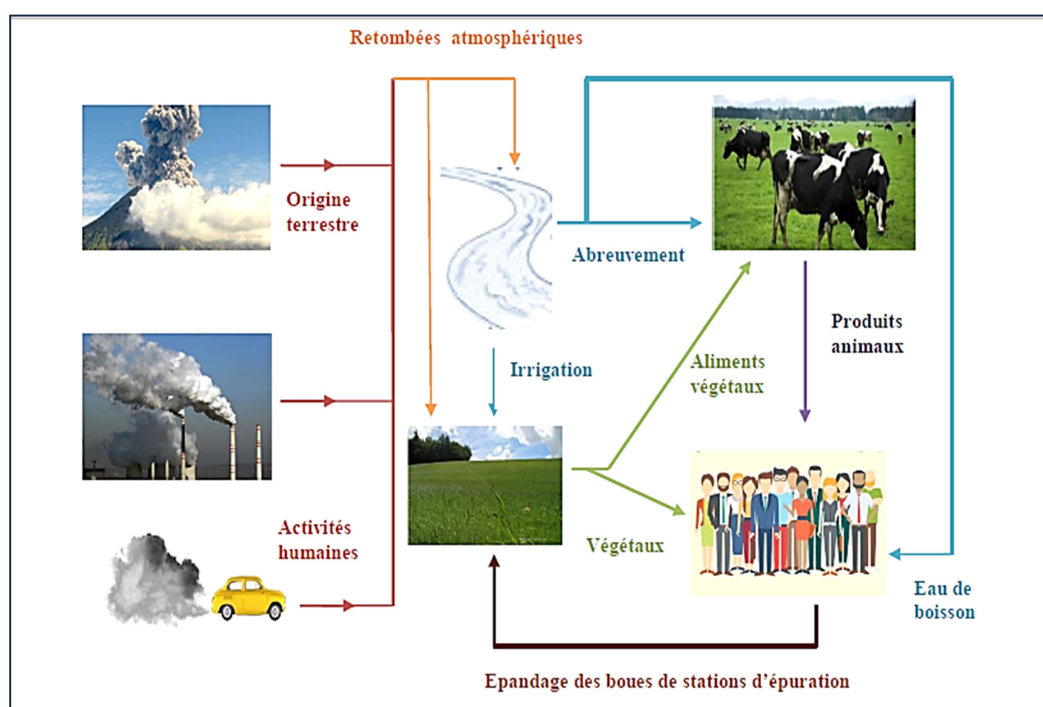 Retombées atmosphériques
Origine
terrestre
Abreuvement
Produits
animaux
Irrigation
Aliments
végétaux
Activités
humaines
Végétaux
Eau de
boisson
Epandage des boues de stations d'épuration